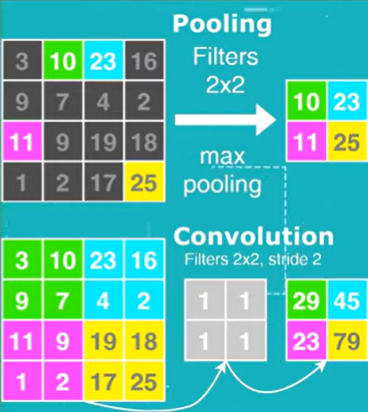 Pooling
3 10 23 16
Filters
2x2
9 7 4 2
10 23
11 9 19 18
11 25
max
pooling
1 2 17 25
Convolution
Filters 2x2, stride 2
3 10 23 16
9 7 4 2
1 1
29 45
11 9 19 18
1 1
23 79
1 2 17 25